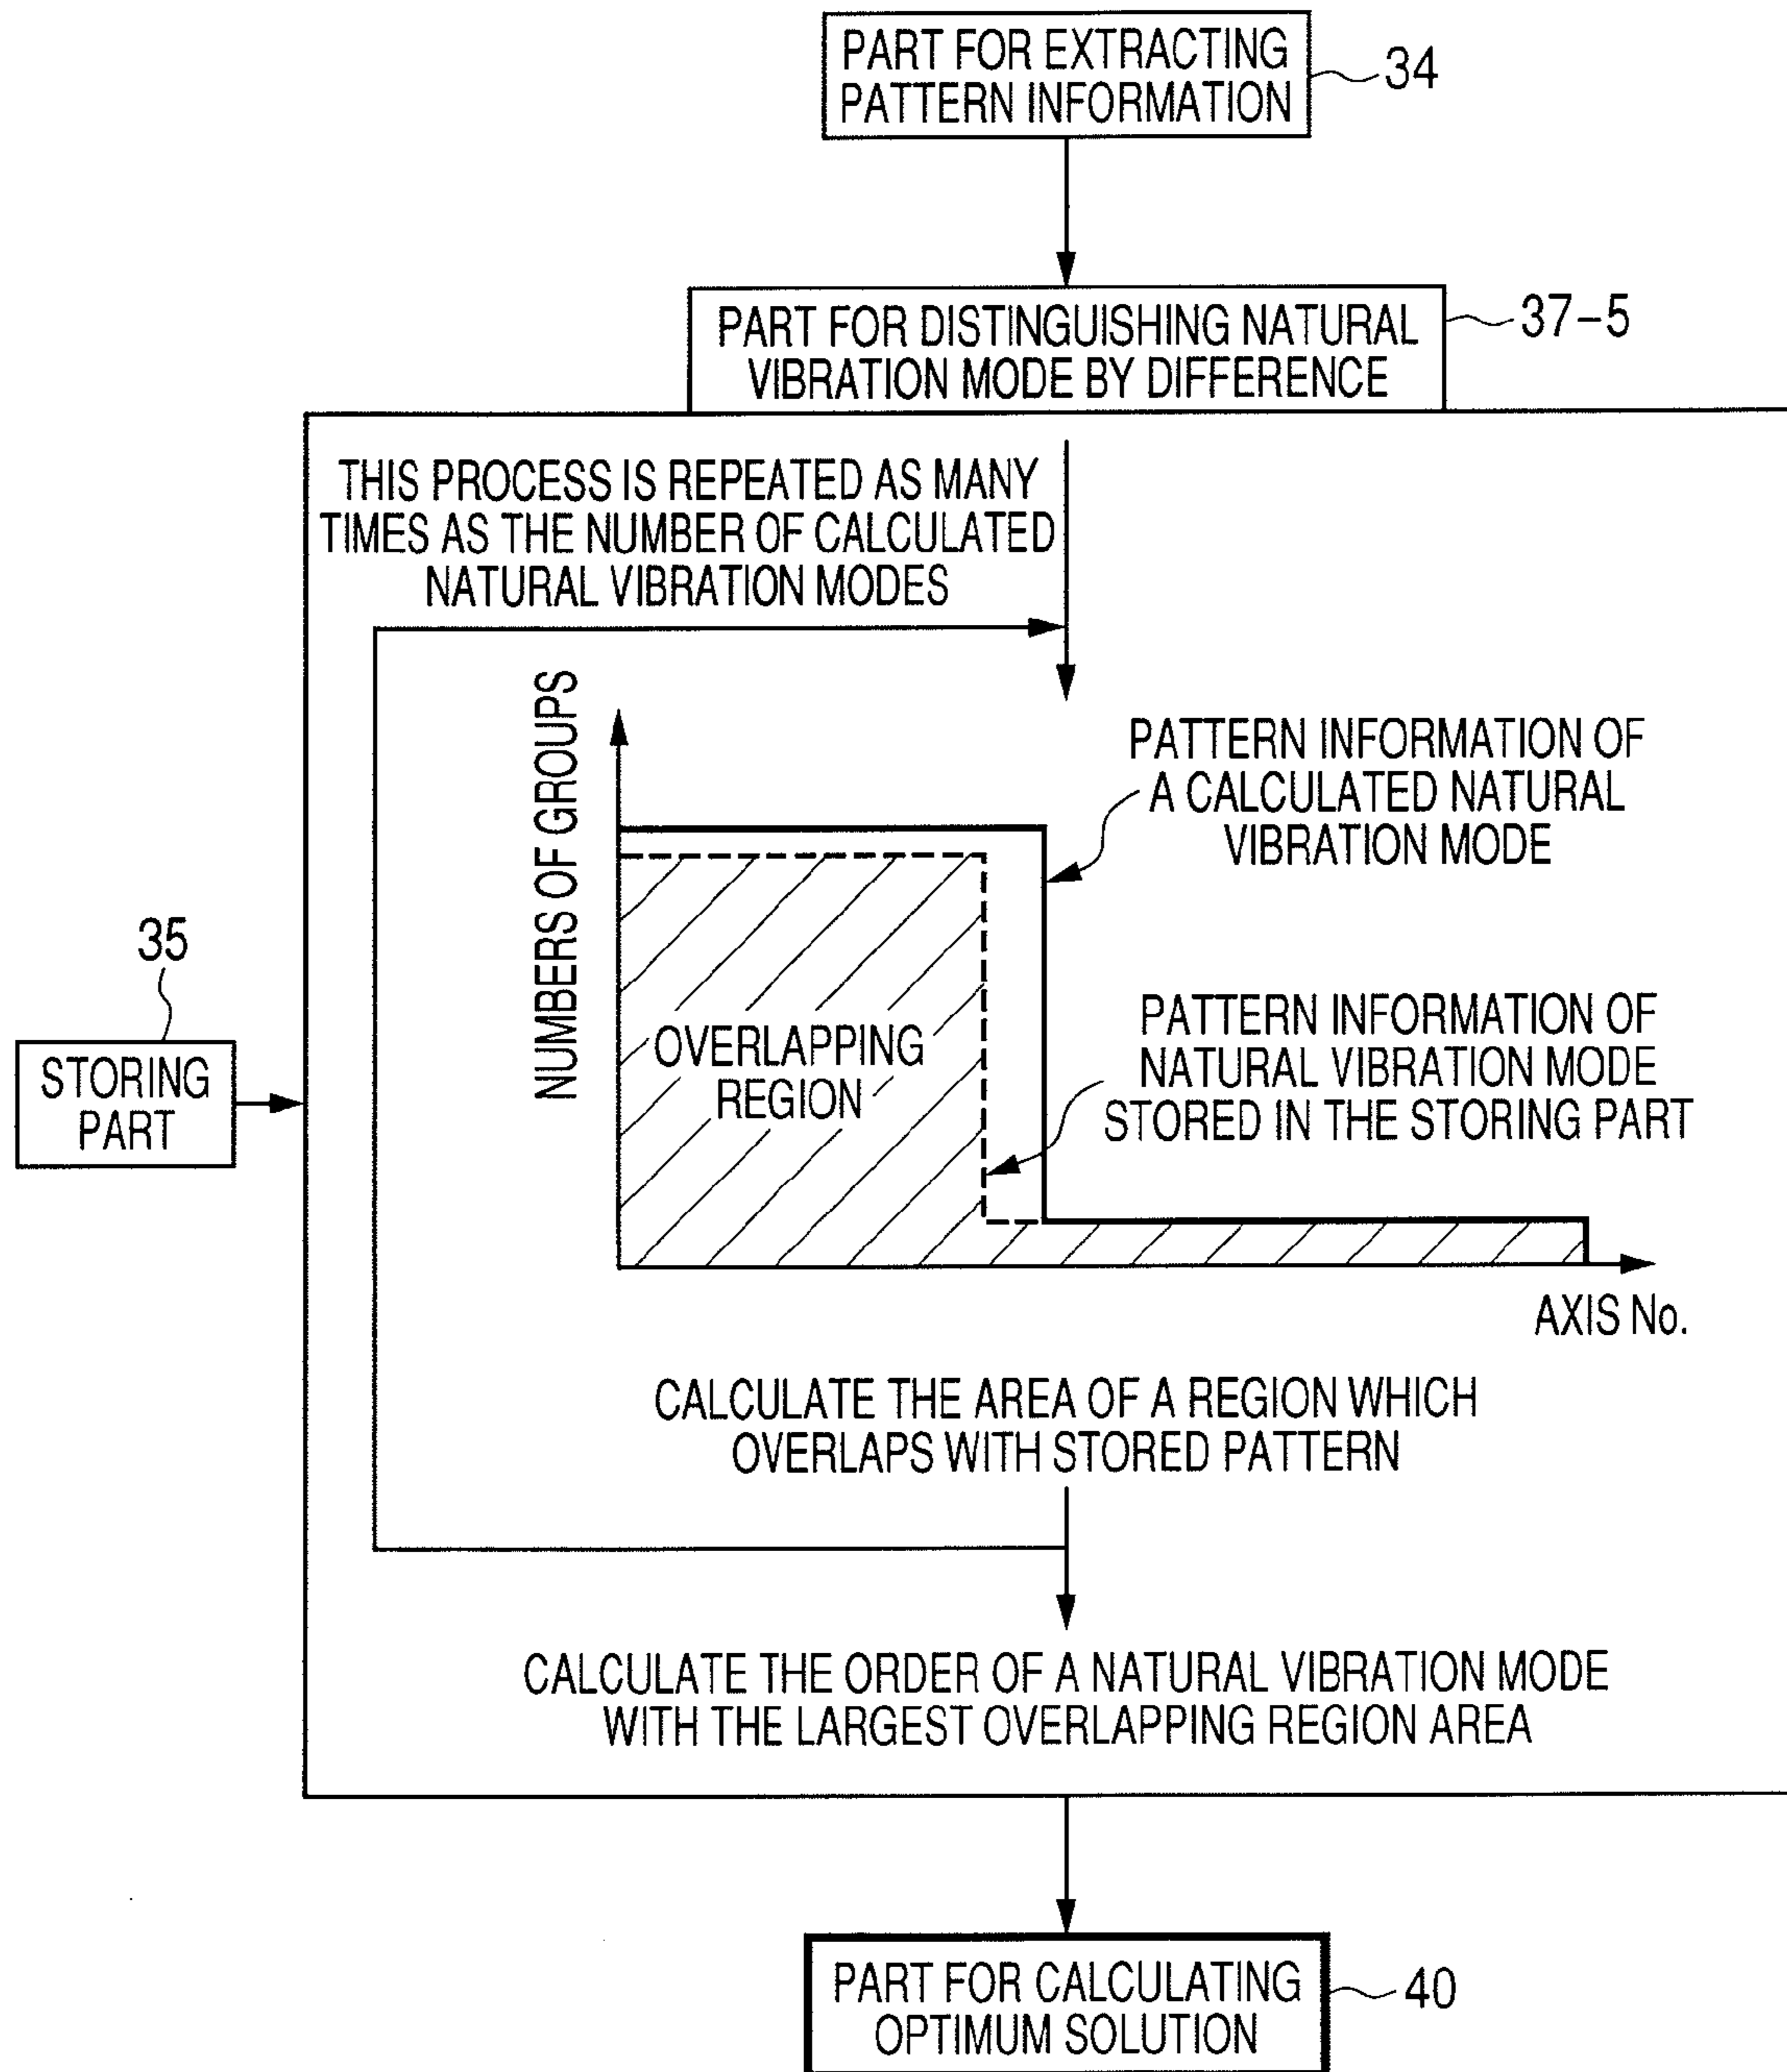 PART FOR EXTRACTING
PATTERN INFORMATION
34
PART FOR DISTINGUISHING NATURAL
VIBRATION MODE BY DIFFERENCE
37-5
THIS PROCESS IS REPEATED AS MANY
TIMES AS THE NUMBER OF CALCULATED
NATURAL VIBRATION MODES
NUMBERS OF GROUPS
PATTERN INFORMATION OF
A CALCULATED NATURAL
VIBRATION MODE
35
STORING
PART
OVERLAPPING
REGION
PATTERN INFORMATION OF
NATURAL VIBRATION MODE
STORED IN THE STORING PART
AXIS No.
CALCULATE THE AREA OF A REGION WHICH
OVERLAPS WITH STORED PATTERN
CALCULATE THE ORDER OF A NATURAL VIBRATION MODE
WITH THE LARGEST OVERLAPPING REGION AREA
PART FOR CALCULATING
OPTIMUM SOLUTION
40